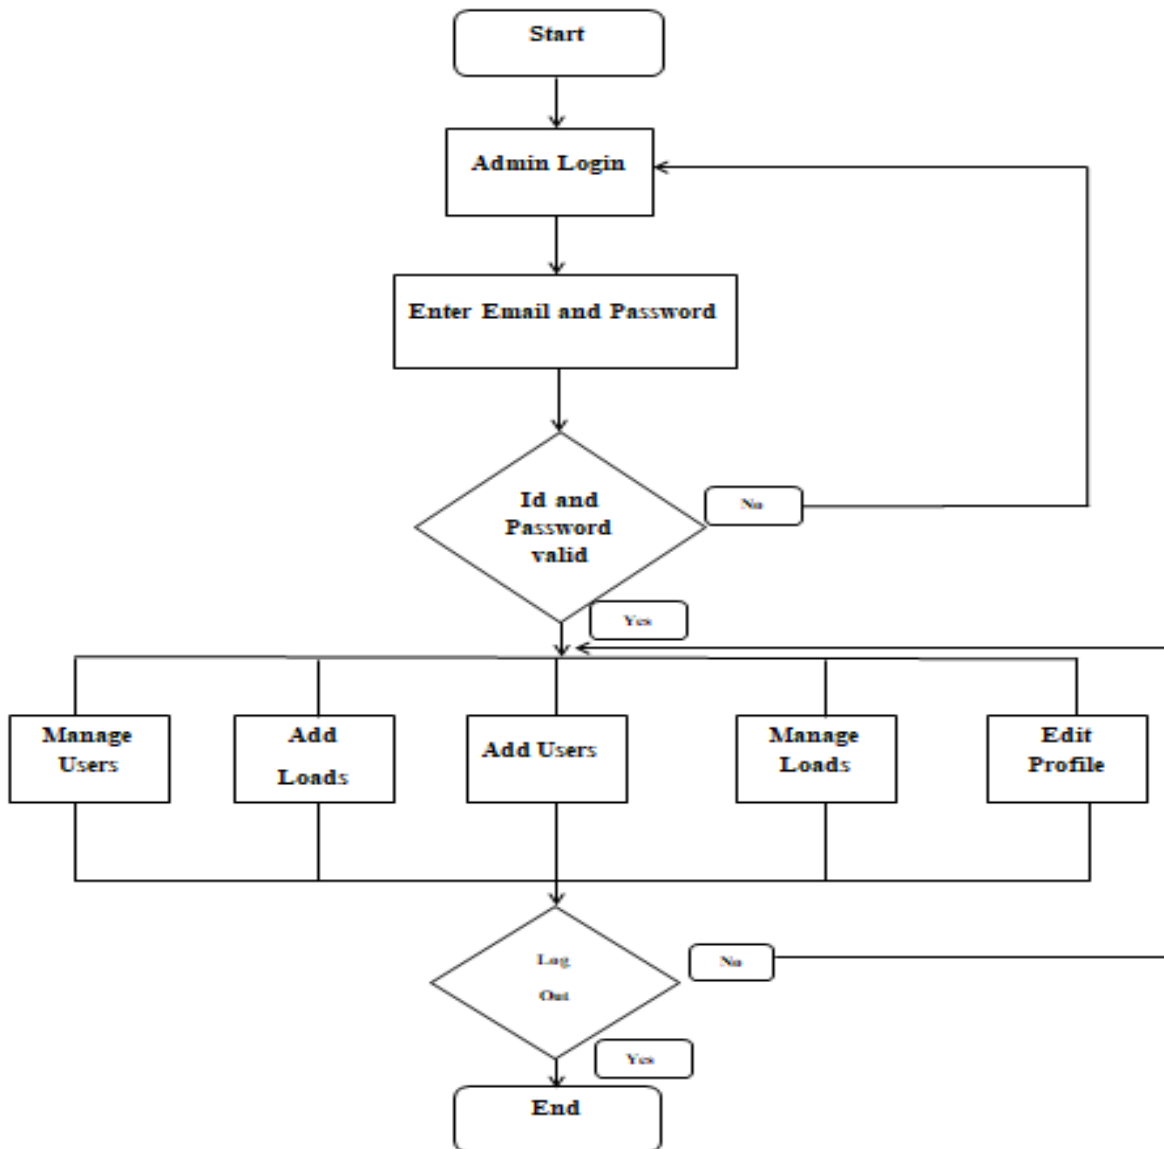 Start
Admin Login
Enter Email and Password
Id and
Password
valid
No
Yes
Manage
Users
Add
Loads
Add Users
Manage
Loads
Edit
Profile
Log
Out
No
Yes
End